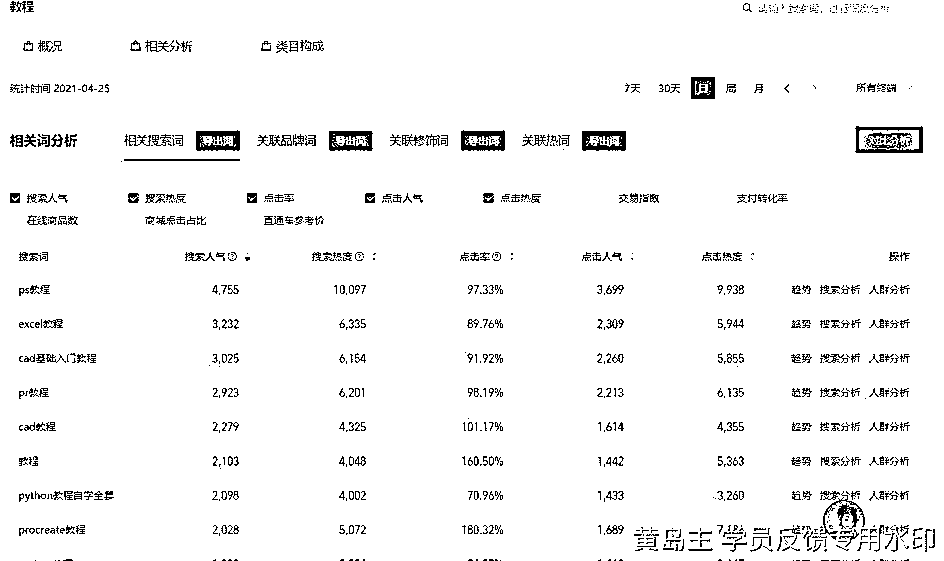 教程
概况 相关分析 类目构成
统计时间 2021-04-25
7天 30天 日 周 月 所有终端
相关词分析 相关搜索词 导出词 关联品牌词 导出词 关联修饰词 导出词 关联热词 导出词
搜索人气 搜索热度 点击率 点击人气 点击热度 交易指数 支付转化率
在线商品数 商城点击占比 直通车参考价
搜索词 搜索人气 搜索热度 点击率 点击人气 点击热度 操作
ps教程 4,755 10,097 97.33% 3,699 9,938 趋势 搜索分析 人群分析
excel教程 3,232 6,335 89.76% 2,309 5,944 趋势 搜索分析 人群分析
cad基础入门教程 3,025 6,154 91.92% 2,260 5,855 趋势 搜索分析 人群分析
pr教程 2,923 6,201 98.19% 2,213 6,135 趋势 搜索分析 人群分析
cad教程 2,279 4,325 101.17% 1,614 4,355 趋势 搜索分析 人群分析
教程 2,103 4,048 160.50% 1,442 5,363 趋势 搜索分析 人群分析
python教程自学全套 2,098 4,002 70.96% 1,433 3,260 趋势 搜索分析 人群分析
procreate教程 2,028 5,072 180.32% 1,689 人群分析
黄岛主 学员反馈专用水印